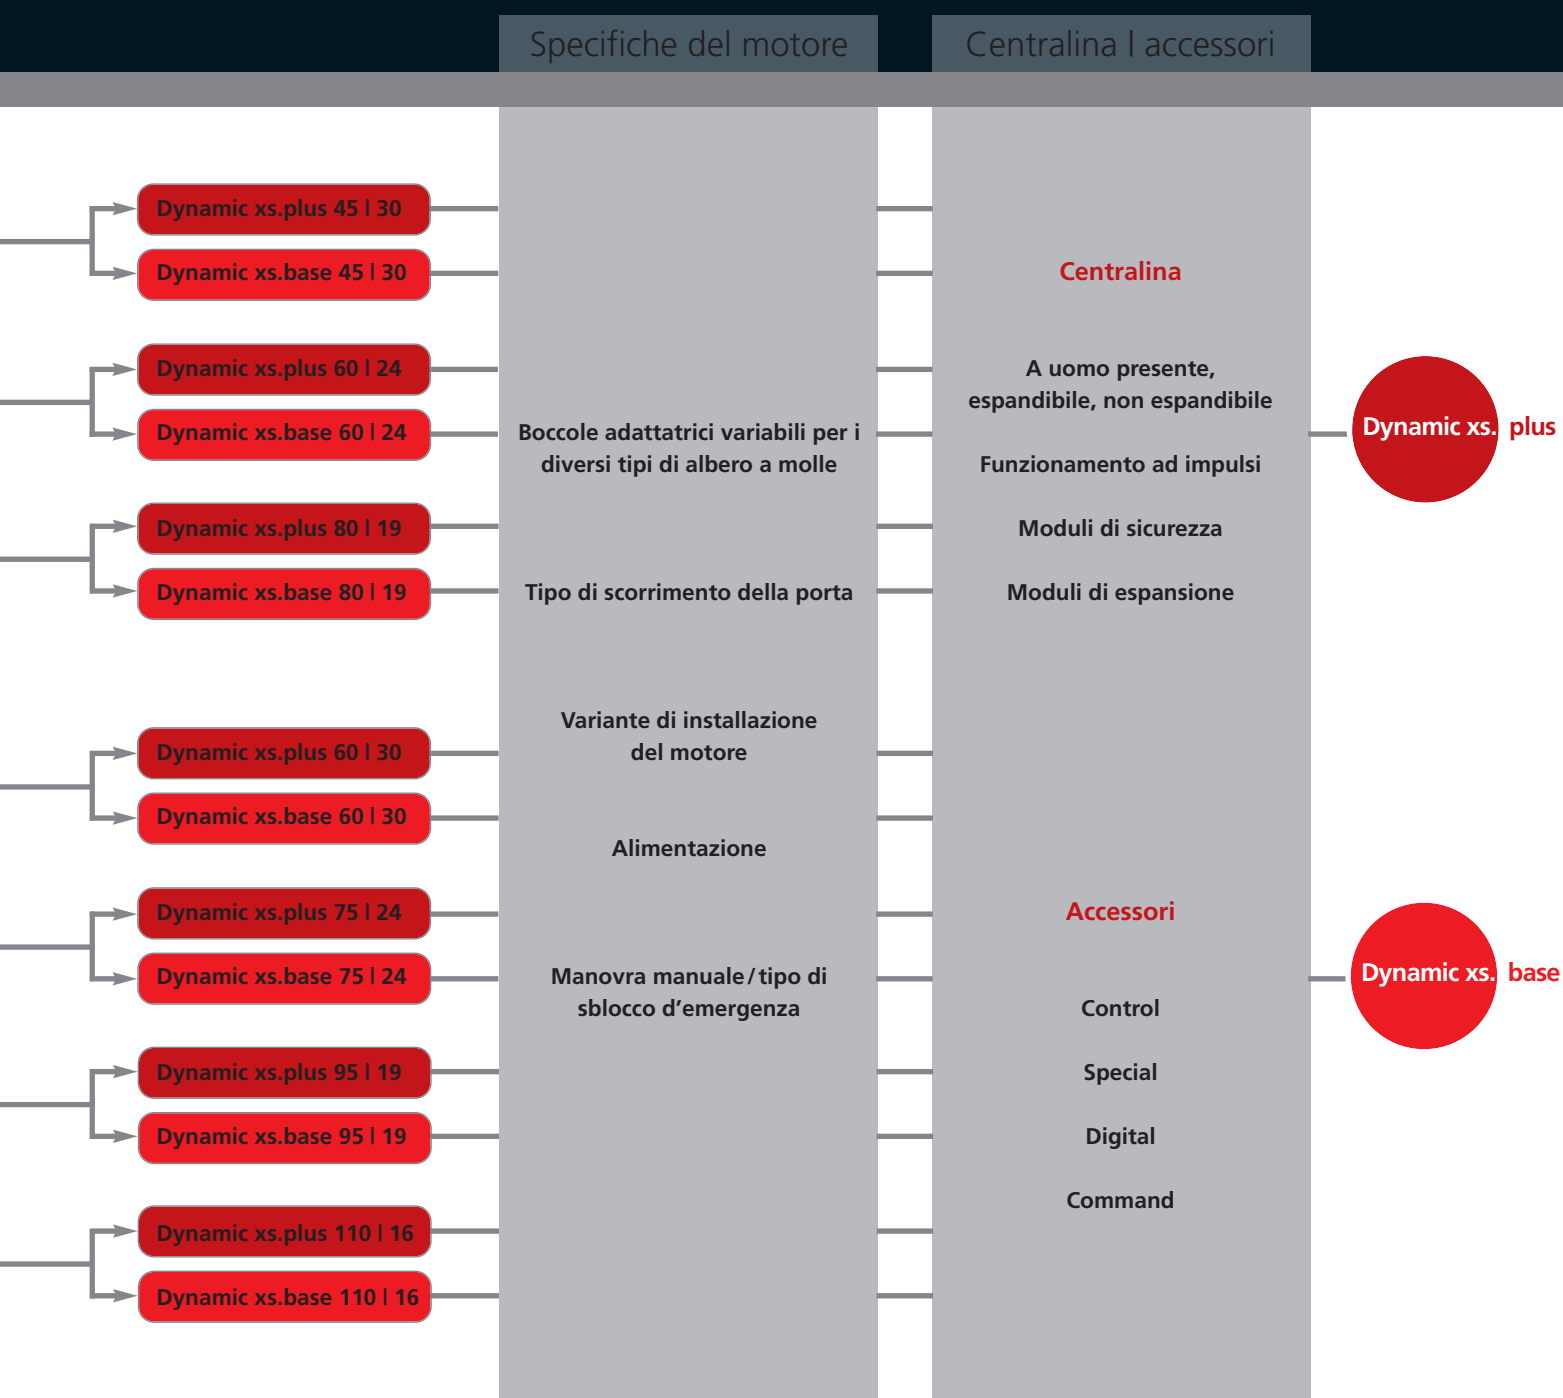 Specifiche del motore
Centralina l accessori
Dynamic xs.plus 45 l 30
Dynamic xs.base 45 l 30
Dynamic xs.plus 60 l 24
Dynamic xs.base 60 l 24
Dynamic xs.plus 80 l 19
Dynamic xs.base 80 l 19
Dynamic xs.plus 60 l 30
Dynamic xs.base 60 l 30
Dynamic xs.plus 75 l 24
Dynamic xs.base 75 l 24
Dynamic xs.plus 95 l 19
Dynamic xs.base 95 l 19
Dynamic xs.plus 110 l 16
Dynamic xs.base 110 l 16
Boccole adattatrici variabili per i
diversi tipi di albero a molle
Tipo di scorrimento della porta
Variante di installazione
del motore
Alimentazione
Manovra manuale/tipo di
sblocco d’emergenza
Centralina
A uomo presente,
espandibile, non espandibile
Funzionamento ad impulsi
Moduli di sicurezza
Moduli di espansione
Accessori
Control
Special
Digital
Command
Dynamic xs. plus
Dynamic xs. base